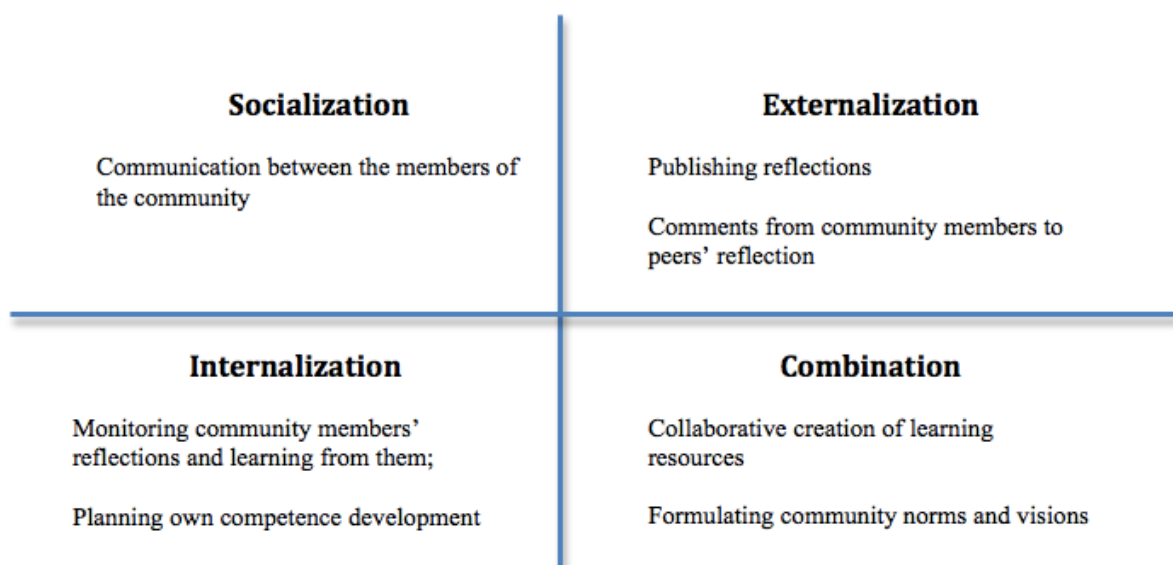 Socialization
Communication between the members of
the community
Externalization
Publishing reflections
Comments from community members to
peers’ reflection
Internalization
Monitoring community members’
reflections and learning from them;
Planning own competence development
Combination
Collaborative creation of learning
resources
Formulating community norms and visions